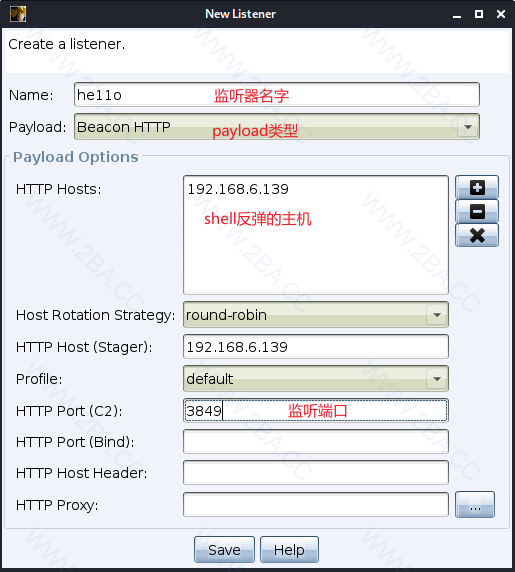 New Listener
Create a listener.
Name: he11o 监听器名字
Payload: Beacon HTTP payload类型
Payload Options
HTTP Hosts: 192.168.6.139
shell反弹的主机
Host Rotation Strategy: round-robin
HTTP Host (Stager): 192.168.6.139
Profile: default
HTTP Port (C2): 3849 监听端口
HTTP Port (Bind):
HTTP Host Header:
HTTP Proxy: ...
Save Help
WWW.2BA.CC